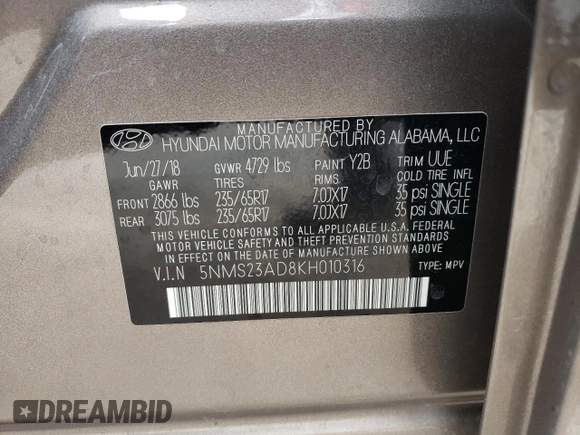 MANUFACTURED BY
HYUNDAI MOTOR MANUFACTURING ALABAMA, LLC
Jun/27/18 GVWR 4729 lbs PAINT Y2B TRIM UUE
GAWR TIRES RIMS COLD TIRE INFL
FRONT 2866 lbs 235/65R17 7.0JX17 35 psi SINGLE
REAR 3075 lbs 235/65R17 7.0JX17 35 psi SINGLE
THIS VEHICLE CONFORMS TO ALL APPLICABLE U.S.A. FEDERAL
MOTOR VEHICLE SAFETY AND THEFT PREVENTION STANDARDS
IN EFFECT ON THE DATE OF MANUFACTURE SHOWN ABOVE.
V.I.N 5NMS23AD8KH010316 TYPE: MPV
DREAMBID